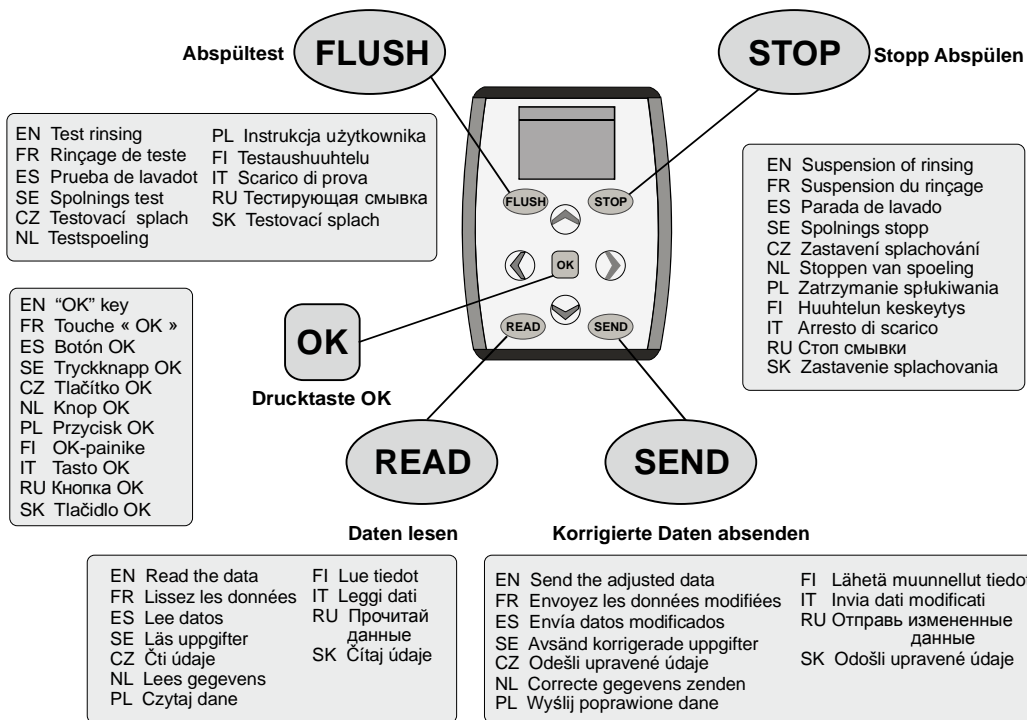 Abspültest
FLUSH
STOP
Stopp Abspülen
EN Test rinsing
FR Rinçage de teste
ES Prueba de lavadot
SE Spolnings test
CZ Testovací splach
NL Testspoeling
PL Instrukcja użytkownika
FI Testaushuuhtelu
IT Scarico di prova
RU Тестирующая смывка
SK Testovací splach
FLUSH
STOP
OK
READ
SEND
EN Suspension of rinsing
FR Suspension du rinçage
ES Parada de lavado
SE Spolnings stopp
CZ Zastavení splachování
NL Stoppen van spoeling
PL Zatrzymanie spłukiwania
FI Huuhtelun keskeytys
IT Arresto di scarico
RU Стоп смывки
SK Zastavenie splachovania
EN “OK” key
FR Touche « OK »
ES Botón OK
SE Tryckknapp OK
CZ Tlačítko OK
NL Knop OK
PL Przycisk OK
FI OK-painike
IT Tasto OK
RU Кнопка OK
SK Tlačidlo OK
OK
Drucktaste OK
READ
SEND
Daten lesen
Korrigierte Daten absenden
EN Read the data
FR Lissez les données
ES Lee datos
SE Läs uppgifter
CZ Čti údaje
NL Lees gegevens
PL Czytaj dane
FI Lue tiedot
IT Leggi dati
RU Прочитай
данные
SK Čítaj údaje
EN Send the adjusted data
FR Envoyez les données modifiées
ES Envía datos modificados
SE Avsänd korrigerade uppgifter
CZ Odešli upravené údaje
NL Correcte gegevens zenden
PL Wyślij poprawione dane
FI Lähetä muunnellut tiedot
IT Invia dati modificati
RU Отправь измененные
данные
SK Odošli upravené údaje